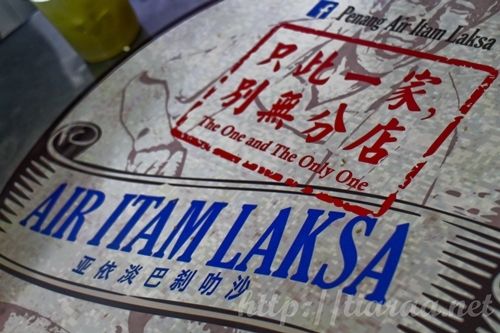 Penang Air Itam Laksa
只此一家,
別無分店
The One and The Only One
AIR ITAM LAKSA
亚依淡巴刹叻沙
http://tiaraa.net